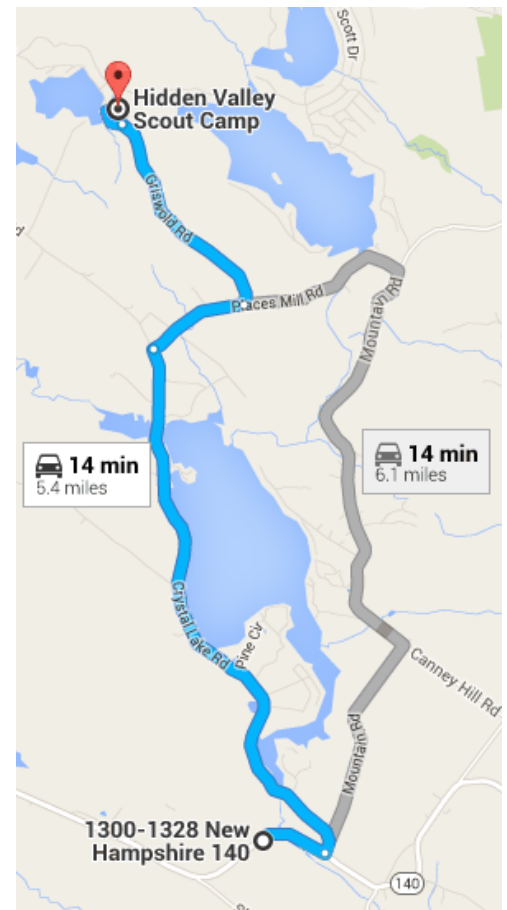 Scott Dr
Hidden Valley
Scout Camp
Griswold Rd
Places Mill Rd
Mountain Rd
14 min
5.4 miles
14 min
6.1 miles
Crystal Lake Rd
Pine Cir
Canney Hill Rd
Mountain Rd
1300-1328 New
Hampshire 140
140